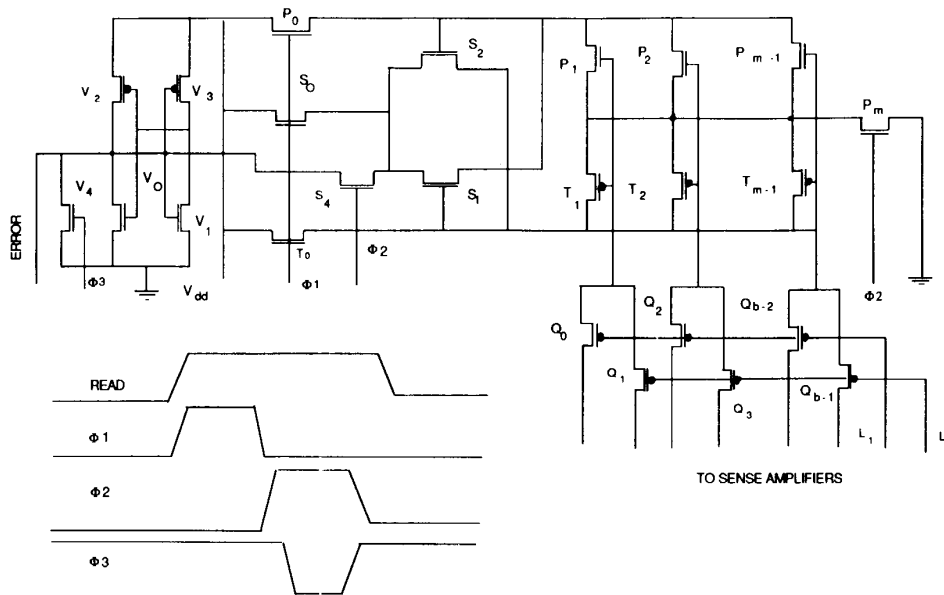 P0
S2
P1
P2
Pm-1
V2
V3
S0
Pm
V4
V0
S4
S1
T1
T2
Tm-1
V1
ERROR
T0
Φ2
Φ3
Vdd
Φ1
Φ2
Q0
Q2
Qb-2
Q1
Q3
Qb-1
L1
L
READ
Φ1
TO SENSE AMPLIFIERS
Φ2
Φ3